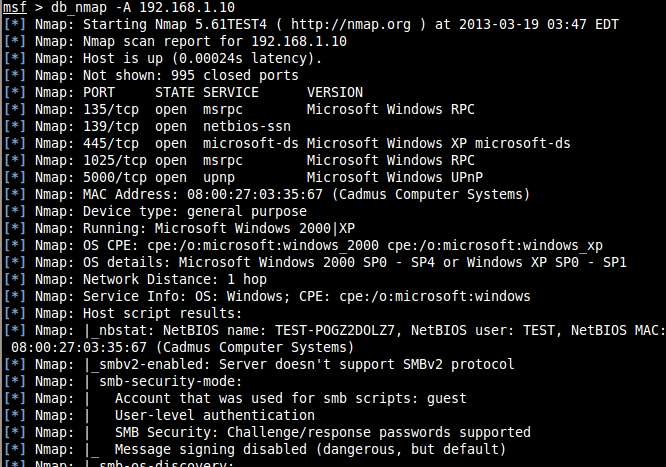 msf > db_nmap -A 192.168.1.10
[*] Nmap: Starting Nmap 5.61TEST4 ( http://nmap.org ) at 2013-03-19 03:47 EDT
[*] Nmap: Nmap scan report for 192.168.1.10
[*] Nmap: Host is up (0.00024s latency).
[*] Nmap: Not shown: 995 closed ports
[*] Nmap: PORT     STATE SERVICE      VERSION
[*] Nmap: 135/tcp  open  msrpc        Microsoft Windows RPC
[*] Nmap: 139/tcp  open  netbios-ssn
[*] Nmap: 445/tcp  open  microsoft-ds Microsoft Windows XP microsoft-ds
[*] Nmap: 1025/tcp open  msrpc        Microsoft Windows RPC
[*] Nmap: 5000/tcp open  upnp         Microsoft Windows UPnP
[*] Nmap: MAC Address: 08:00:27:03:35:67 (Cadmus Computer Systems)
[*] Nmap: Device type: general purpose
[*] Nmap: Running: Microsoft Windows 2000|XP
[*] Nmap: OS CPE: cpe:/o:microsoft:windows_2000 cpe:/o:microsoft:windows_xp
[*] Nmap: OS details: Microsoft Windows 2000 SP0 - SP4 or Windows XP SP0 - SP1
[*] Nmap: Network Distance: 1 hop
[*] Nmap: Service Info: OS: Windows; CPE: cpe:/o:microsoft:windows
[*] Nmap: Host script results:
[*] Nmap: |_nbstat: NetBIOS name: TEST-POGZ2DOLZ7, NetBIOS user: TEST, NetBIOS MAC:
08:00:27:03:35:67 (Cadmus Computer Systems)
[*] Nmap: |_smbv2-enabled: Server doesn't support SMBv2 protocol
[*] Nmap: | smb-security-mode:
[*] Nmap: |   Account that was used for smb scripts: guest
[*] Nmap: |   User-level authentication
[*] Nmap: |   SMB Security: Challenge/response passwords supported
[*] Nmap: |_  Message signing disabled (dangerous, but default)
[*] Nmap: | smb-os-discovery: